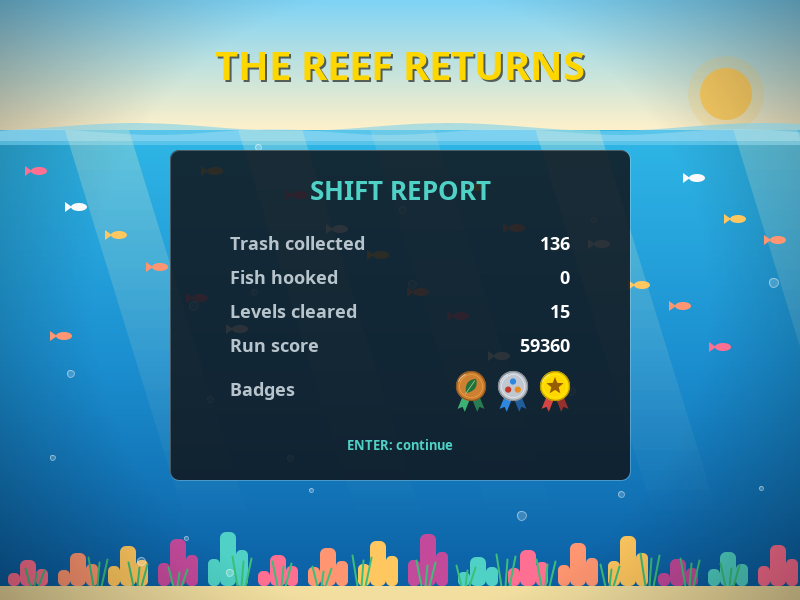 THE REEF RETURNS
SHIFT REPORT
Trash collected 136
Fish hooked 0
Levels cleared 15
Run score 59360
Badges
ENTER: continue